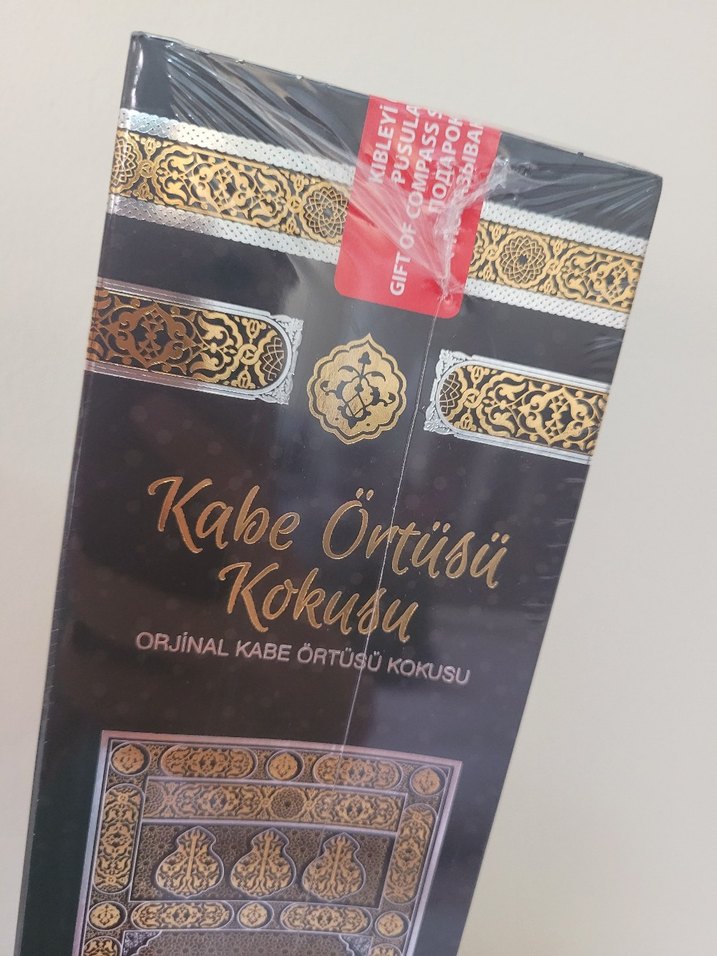 KIBLEYİ
PUSULA
GIFT OF COMPASS
ПОДАРОК
Kabe Örtüsü
Kokusu
ORJİNAL KABE ÖRTÜSÜ KOKUSU